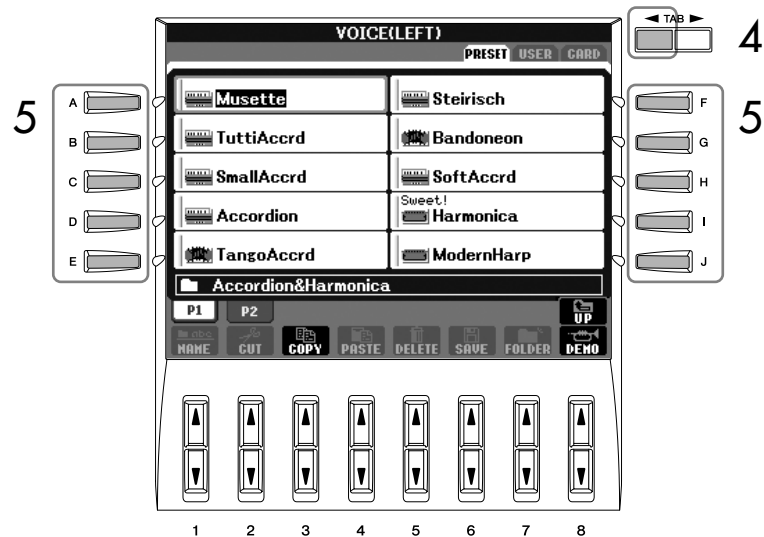 VOICE(LEFT)
PRESET USER CARD
◄ TAB ►
4
5
5
A
B
C
D
E
F
G
H
I
J
Musette
TuttiAccrd
SmallAccrd
Accordion
TangoAccrd
Steirisch
Bandoneon
SoftAccrd
Sweet!
Harmonica
ModernHarp
Accordion&Harmonica
P1 P2
UP
abc
NAME CUT COPY PASTE DELETE SAVE FOLDER DEMO
1 2 3 4 5 6 7 8